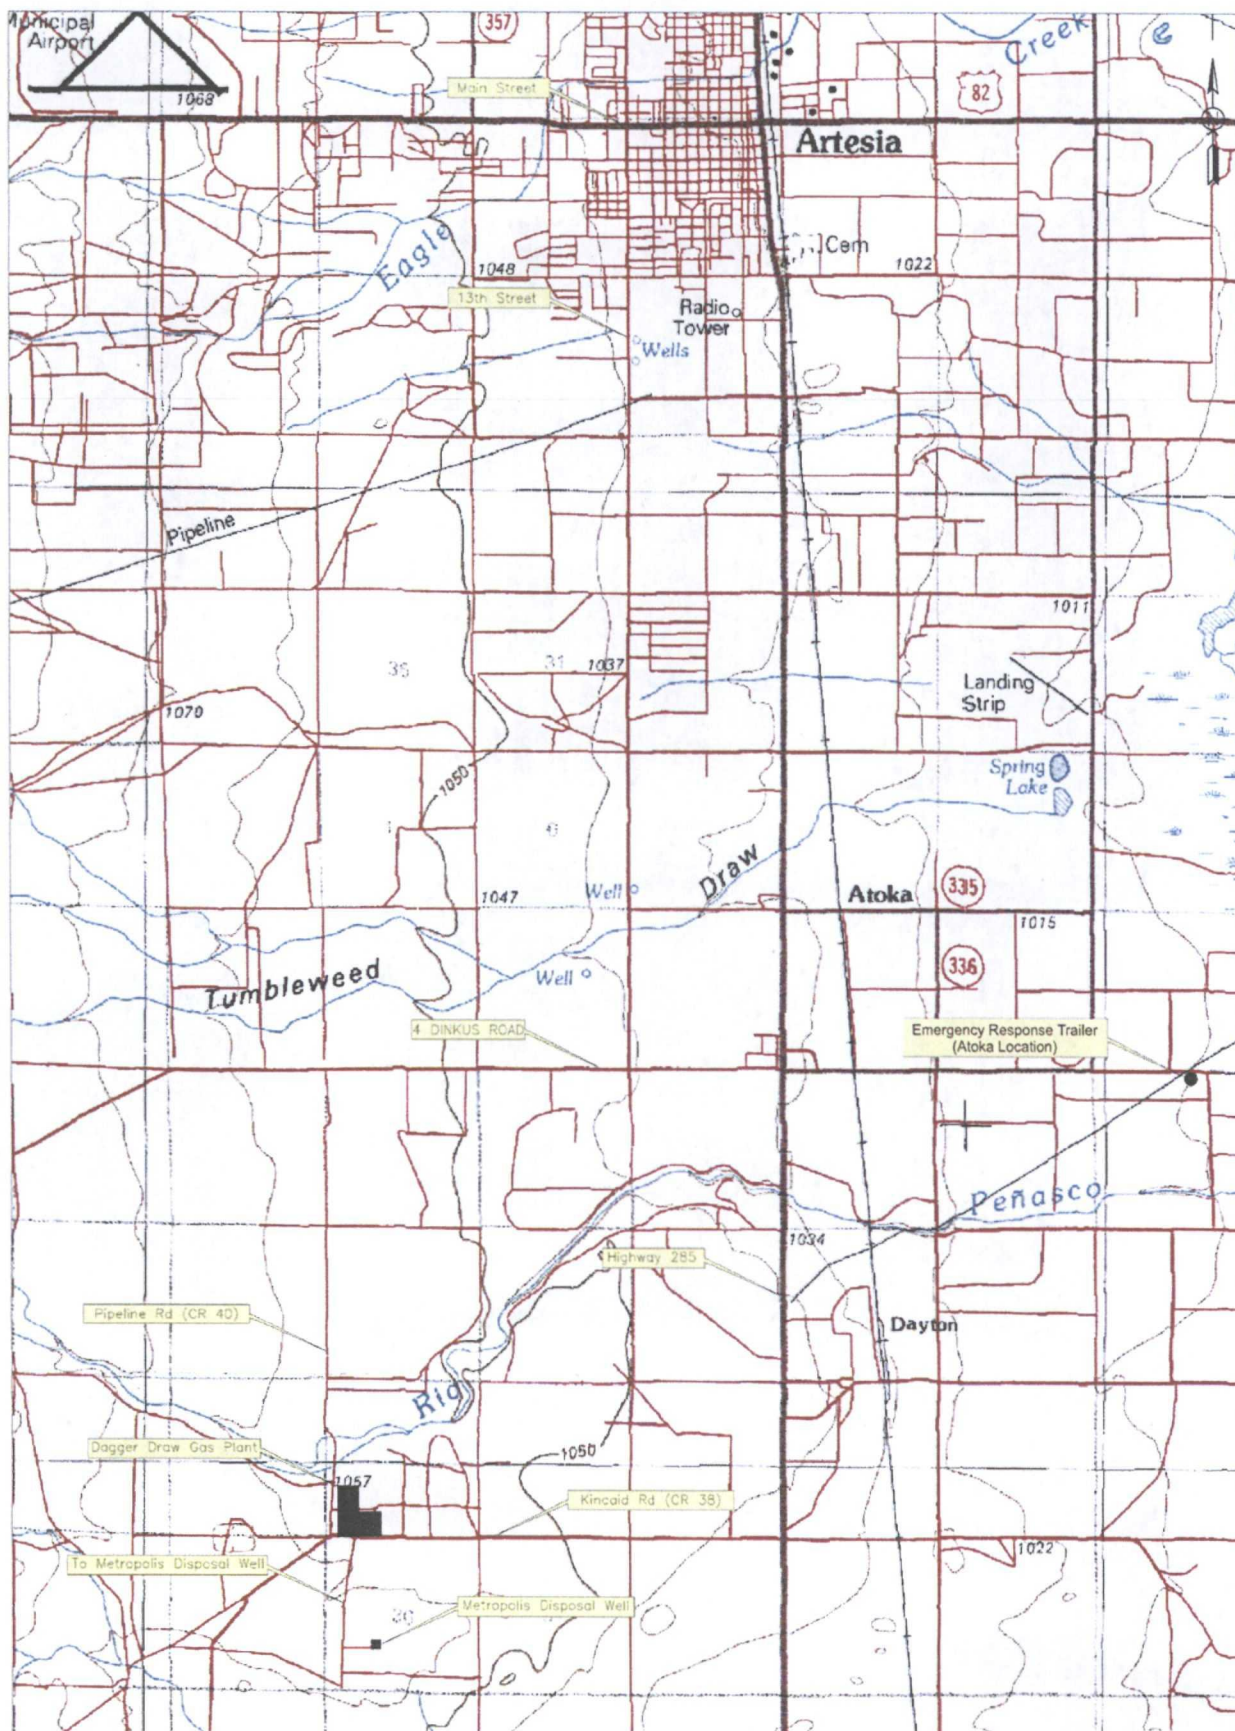 Municipal
Airport
1068
357
Main Street
Creek
82
Artesia
Cem
Eagle
1048
1022
13th Street
Radio
Tower
Wells
Pipeline
1011
35
31
1037
Landing
Strip
1070
Spring
Lake
1050
1
6
Draw
Well
1047
Atoka
335
1015
336
Well
Tumbleweed
4 DINKUS ROAD
Emergency Response Trailer
(Atoka Location)
Peñasco
1034
Highway 285
Pipeline Rd (CR 40)
Dayton
Rio
Dagger Draw Gas Plant
1050
1057
Kincaid Rd (CR 38)
1022
To Metropolis Disposal Well
Metropolis Disposal Well